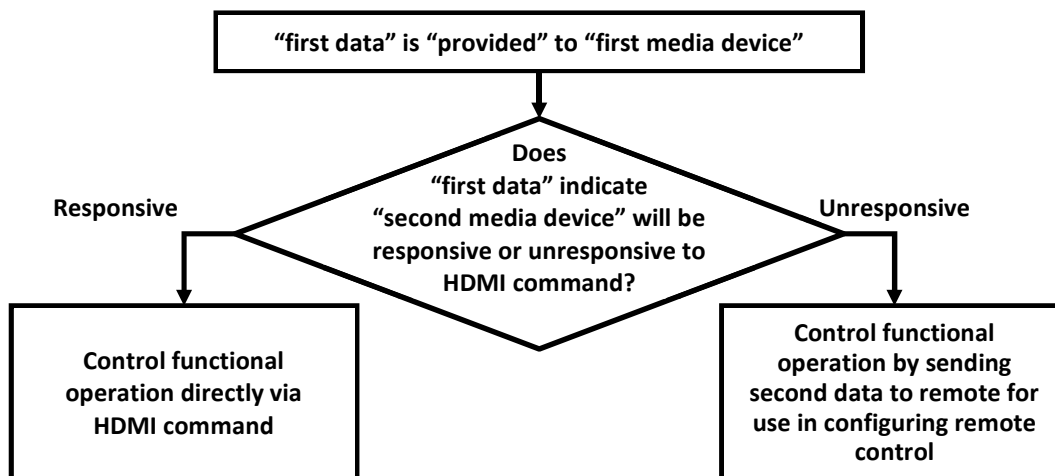 “first data” is “provided” to “first media device”
Does
“first data” indicate
“second media device” will be
responsive or unresponsive to
HDMI command?
Responsive
Unresponsive
Control functional
operation directly via
HDMI command
Control functional
operation by sending
second data to remote for
use in configuring remote
control